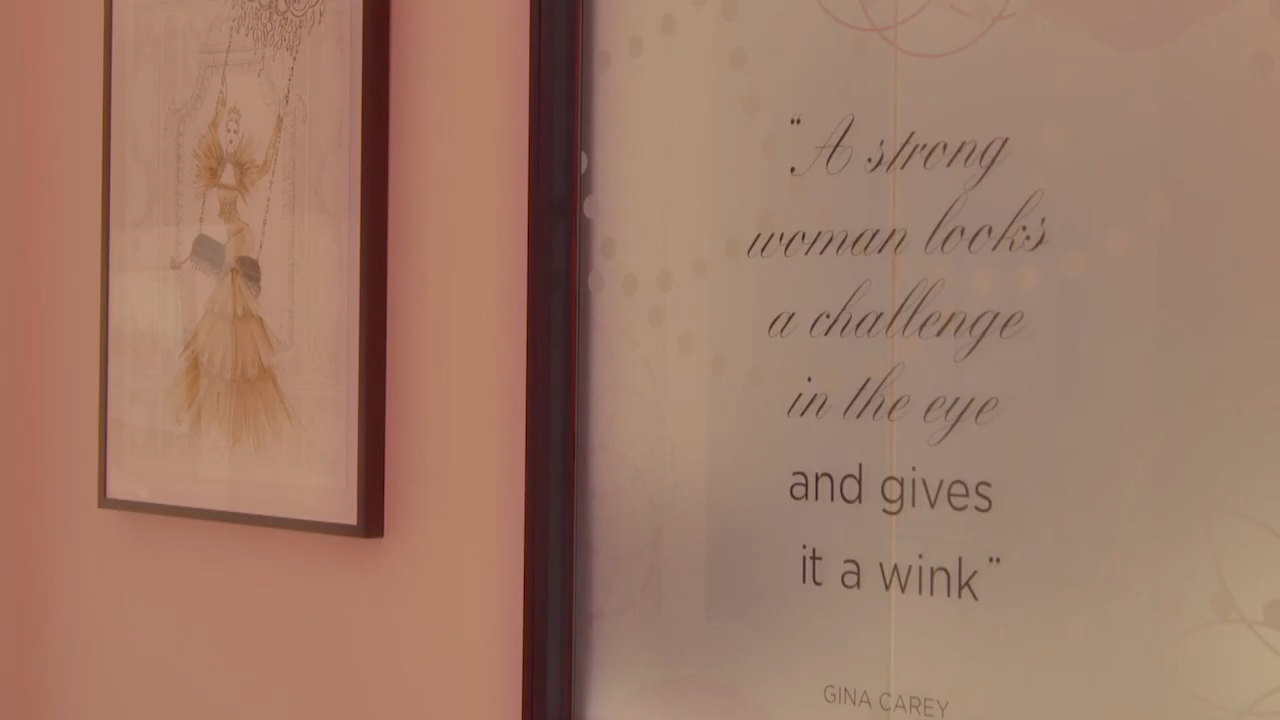 “A strong
woman looks
a challenge
in the eye
and gives
it a wink”
GINA CAREY